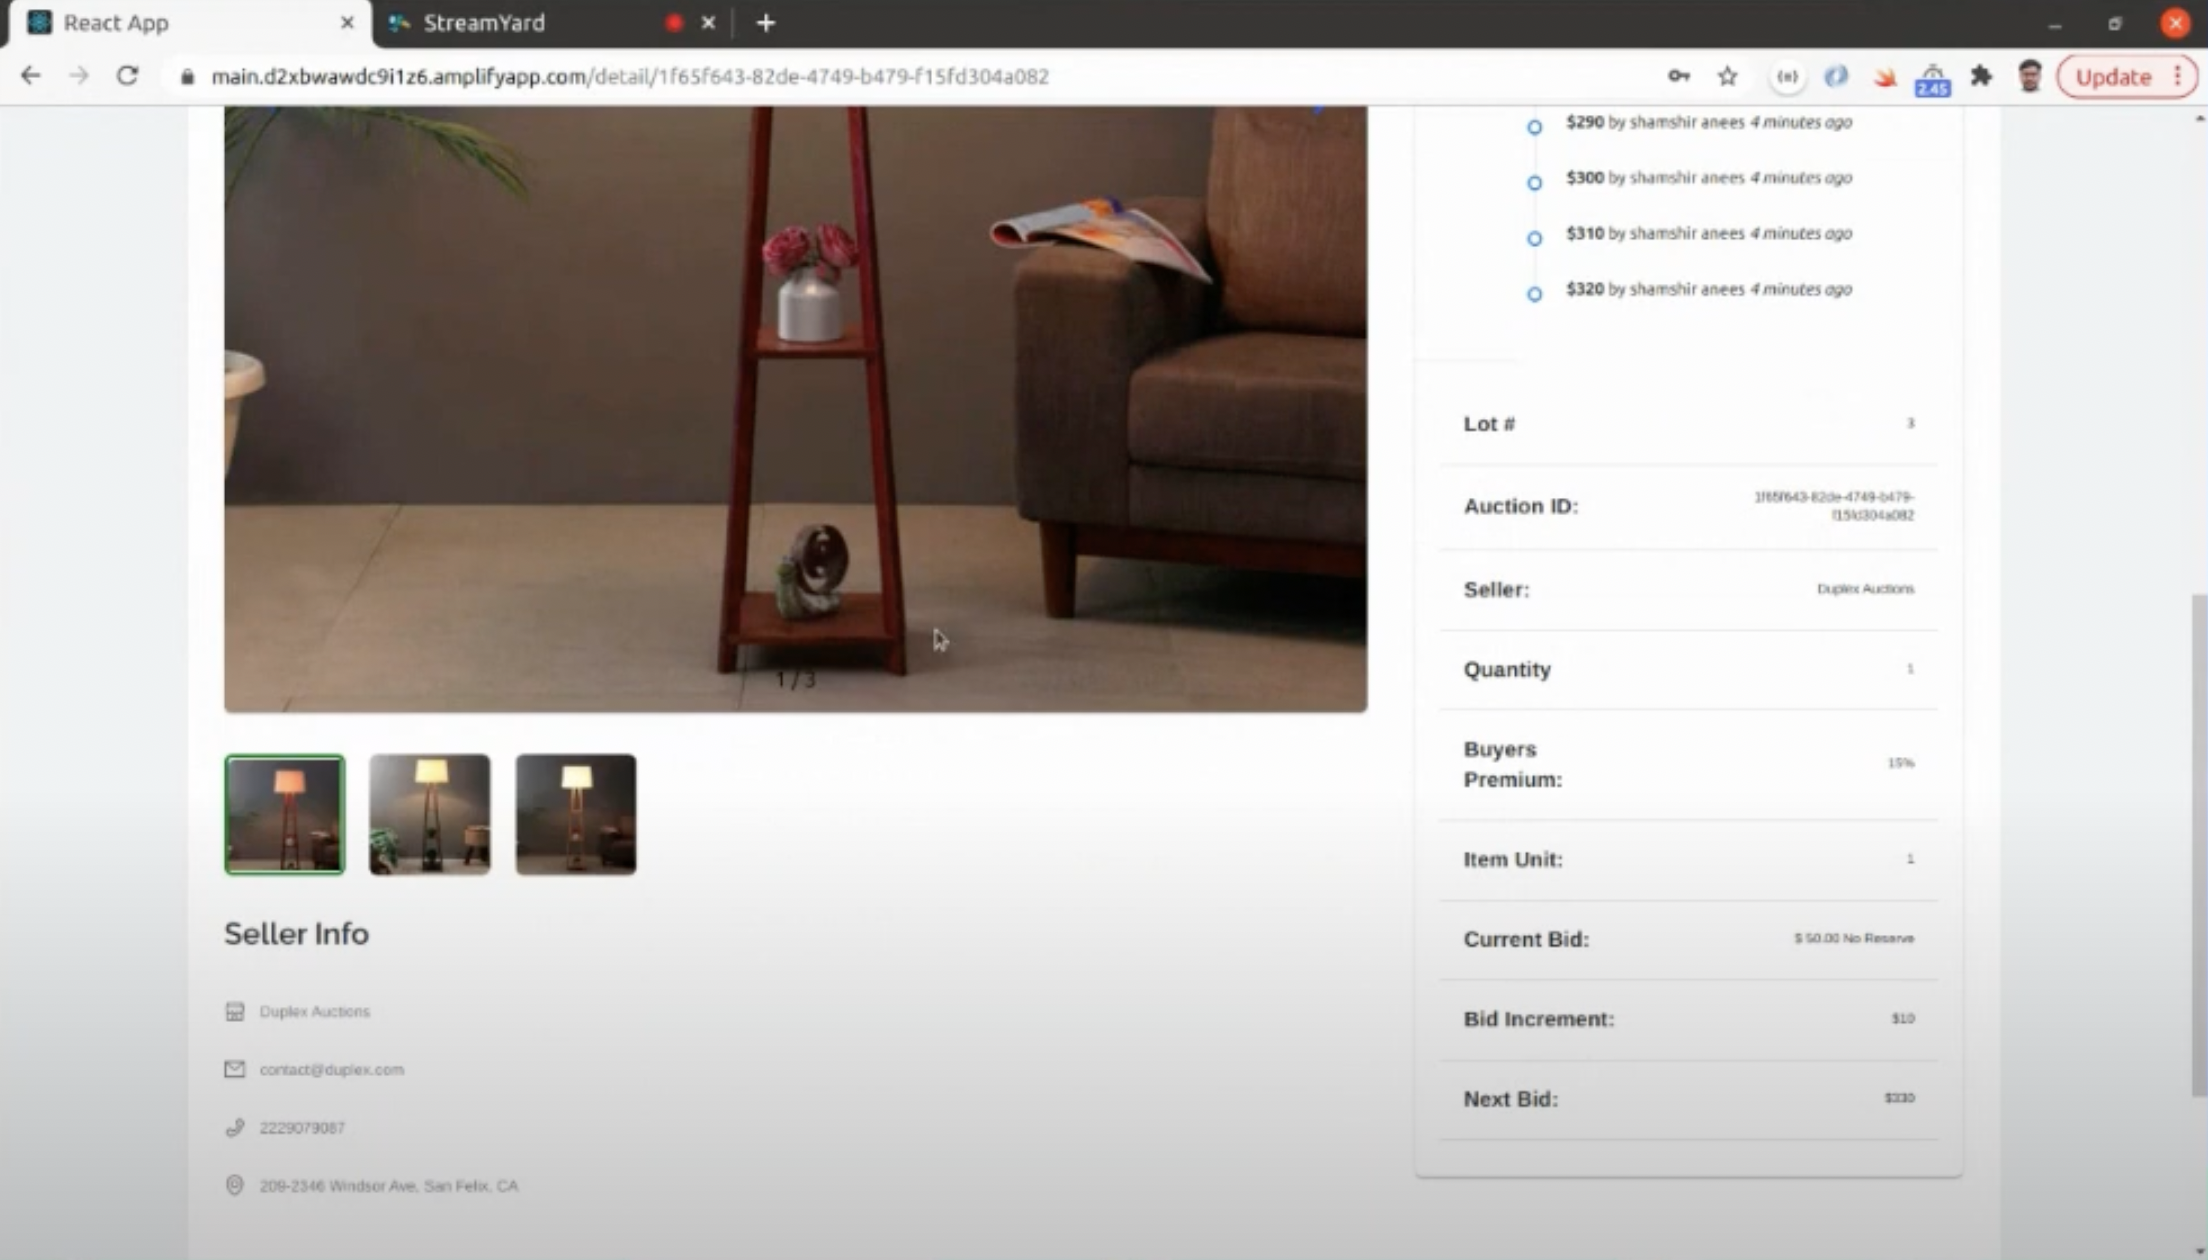 React App
StreamYard
main.d2xbwawdc9i1z6.amplifyapp.com/detail/1f65f643-82de-4749-b479-f15fd304a082
2.45
Update
$290 by shamshir anees 4 minutes ago
$300 by shamshir anees 4 minutes ago
$310 by shamshir anees 4 minutes ago
$320 by shamshir anees 4 minutes ago
1 / 3
Lot #
3
Auction ID:
1f65f643-82de-4749-b479-
f15fd304a082
Seller:
Duplex Auctions
Quantity
1
Buyers
Premium:
15%
Item Unit:
1
Current Bid:
$ 50.00 No Reserve
Bid Increment:
$10
Next Bid:
$330
Seller Info
Duplex Auctions
contact@duplex.com
2229079087
209-2346 Windsor Ave, San Felix, CA